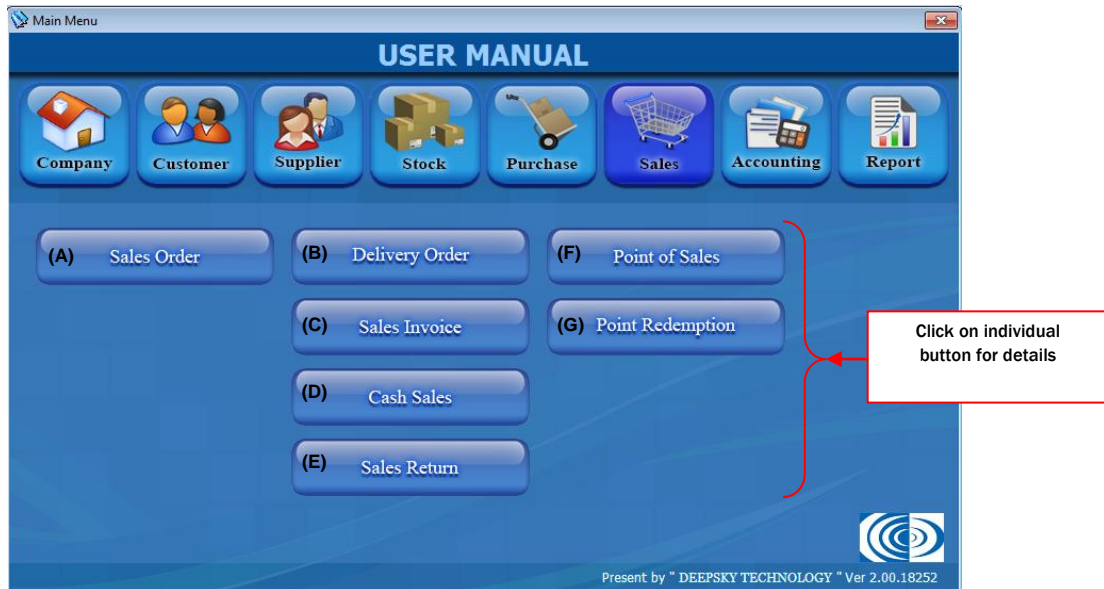 Main Menu
USER MANUAL
Company
Customer
Supplier
Stock
Purchase
Sales
Accounting
Report
(A) Sales Order
(B) Delivery Order
(F) Point of Sales
(C) Sales Invoice
(G) Point Redemption
Click on individual
button for details
(D) Cash Sales
(E) Sales Return
Present by " DEEPSKY TECHNOLOGY " Ver 2.00.18252